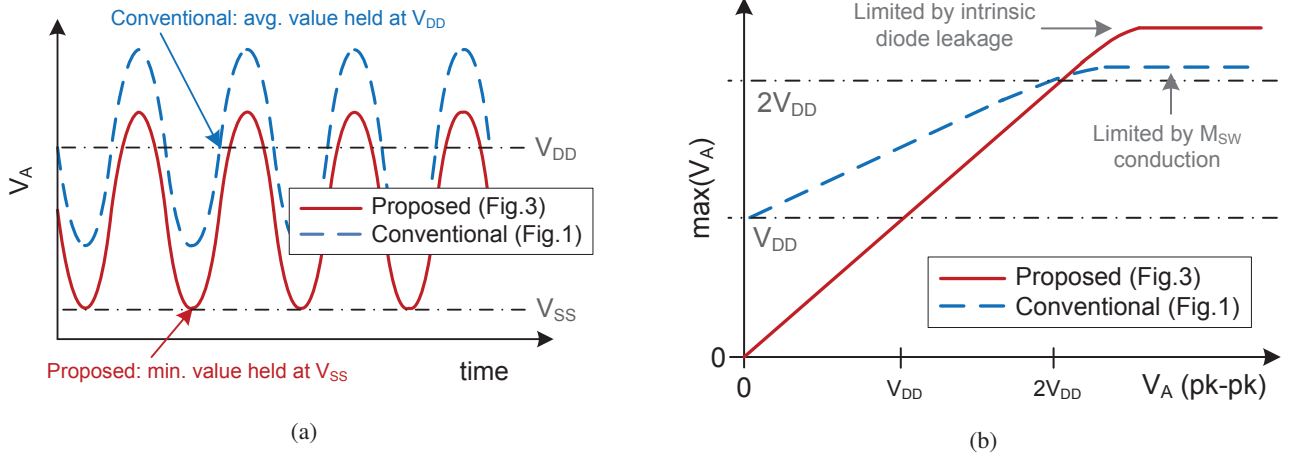 Conventional: avg. value held at VDD
VA
VDD
Proposed (Fig.3)
Conventional (Fig.1)
VSS
Proposed: min. value held at VSS
time
(a)
Limited by intrinsic
diode leakage
2VDD
max(VA)
Limited by MSW
conduction
VDD
Proposed (Fig.3)
Conventional (Fig.1)
0
0
VDD
2VDD
VA (pk-pk)
(b)